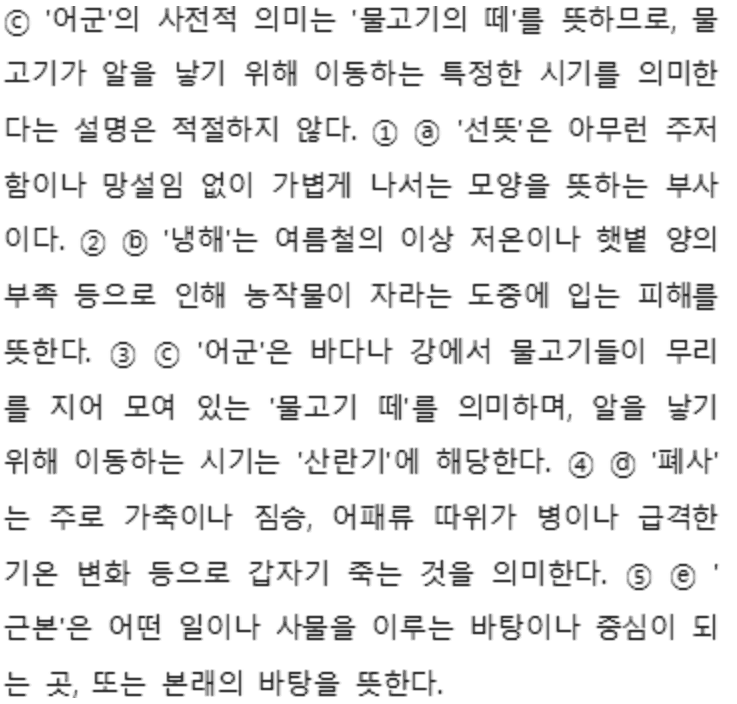 ⓒ '어군'의 사전적 의미는 '물고기의 떼'를 뜻하므로, 물
고기가 알을 낳기 위해 이동하는 특정한 시기를 의미한
다는 설명은 적절하지 않다. ① ⓐ '선뜻'은 아무런 주저
함이나 망설임 없이 가볍게 나서는 모양을 뜻하는 부사
이다. ② ⓑ '냉해'는 여름철의 이상 저온이나 햇볕 양의
부족 등으로 인해 농작물이 자라는 도중에 입는 피해를
뜻한다. ③ ⓒ '어군'은 바다나 강에서 물고기들이 무리
를 지어 모여 있는 '물고기 떼'를 의미하며, 알을 낳기
위해 이동하는 시기는 '산란기'에 해당한다. ④ ⓓ '폐사'
는 주로 가축이나 짐승, 어패류 따위가 병이나 급격한
기온 변화 등으로 갑자기 죽는 것을 의미한다. ⑤ ⓔ '
근본'은 어떤 일이나 사물을 이루는 바탕이나 중심이 되
는 곳, 또는 본래의 바탕을 뜻한다.